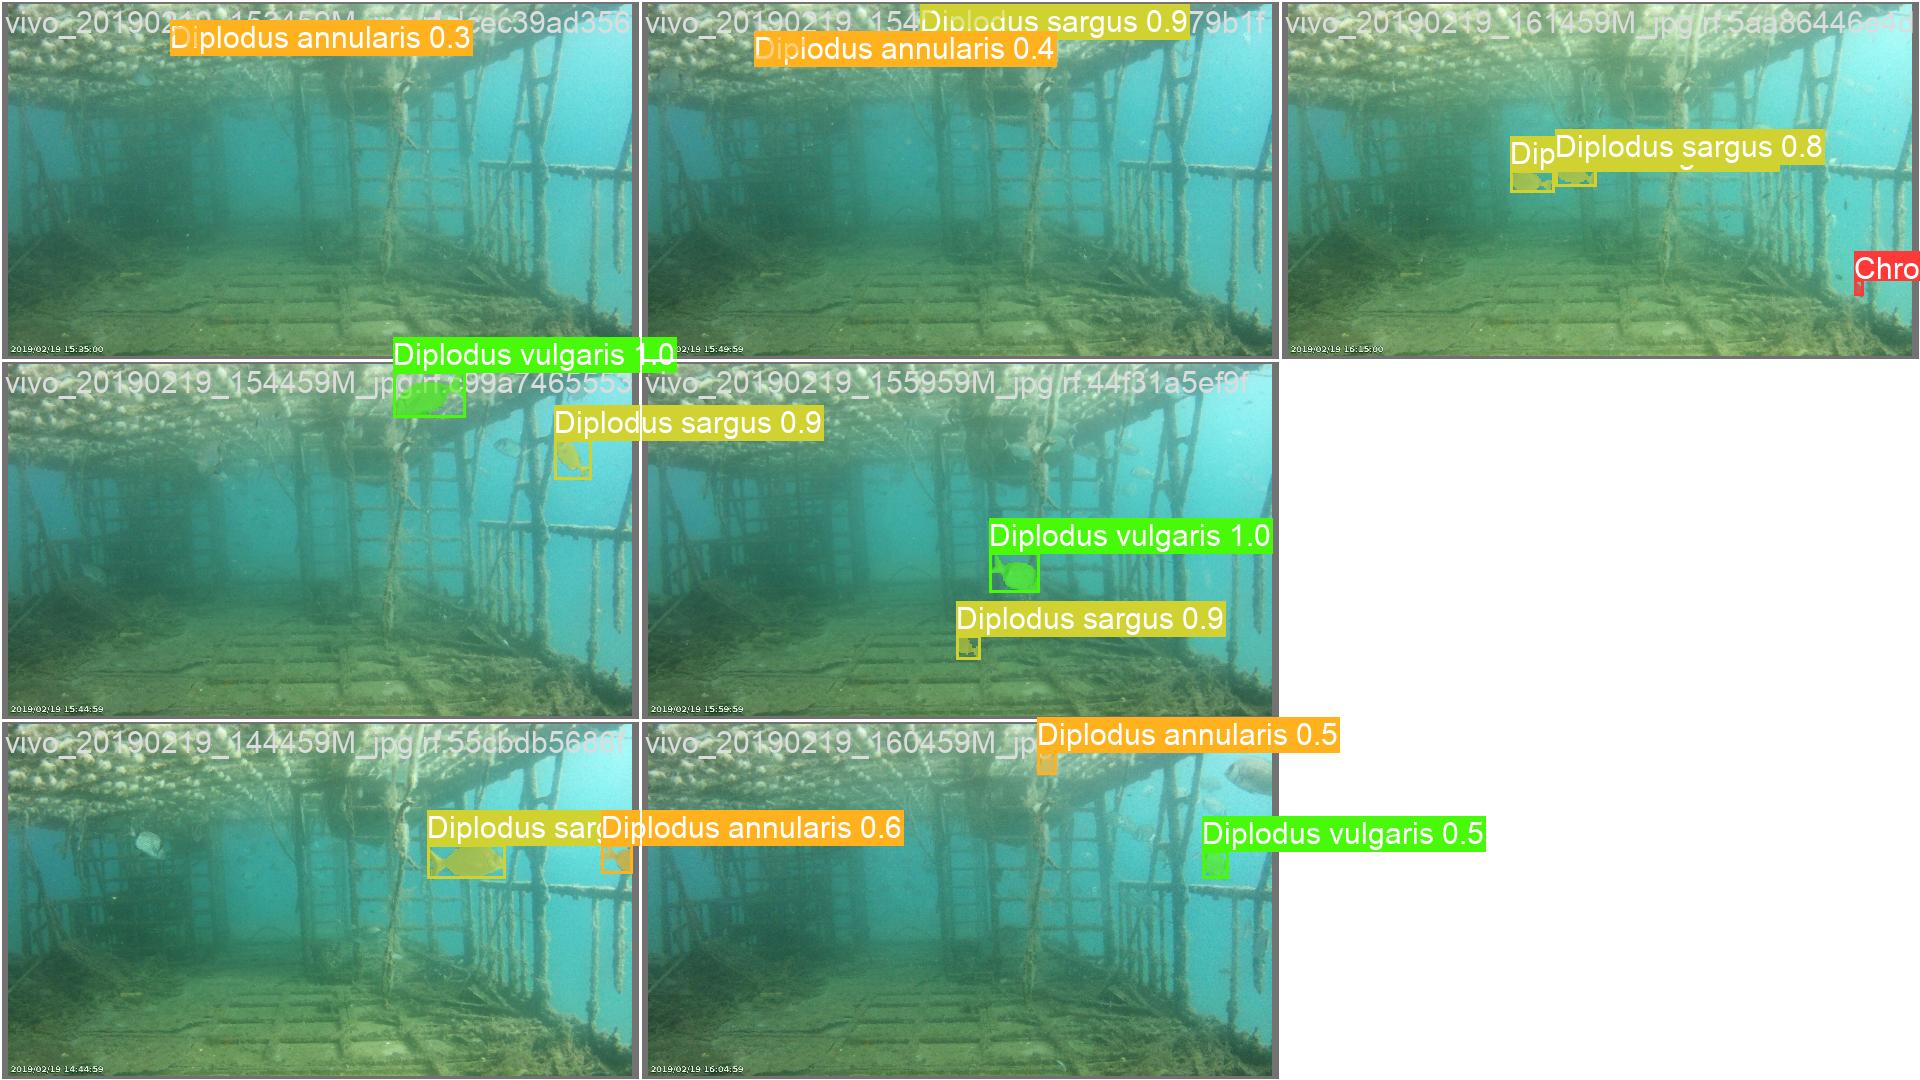 vivo_20190219_153459M_jpg.rf.dcec39ad356
Diplodus annularis 0.3
2019/02/19 15:35:00
vivo_20190219_154
79b1f
Diplodus sargus 0.9
Diplodus annularis 0.4
02/19 15:49:59
vivo_20190219_161459M_jpg.rf.5aa86446e4d
Dip
Diplodus sargus 0.8
Chro
2019/02/19 16:15:00
Diplodus vulgaris 1.0
vivo_20190219_154459M_jpg.rf.c99a7465553
Diplodus sargus 0.9
2019/02/19 15:44:59
vivo_20190219_155959M_jpg.rf.44f31a5ef9f
Diplodus vulgaris 1.0
Diplodus sargus 0.9
2019/02/19 15:59:59
vivo_20190219_144459M_jpg.rf.55cbdb5686f
Diplodus sarg
Diplodus annularis 0.6
2019/02/19 14:44:59
vivo_20190219_160459M_jpg
Diplodus annularis 0.5
Diplodus vulgaris 0.5
2019/02/19 16:04:59